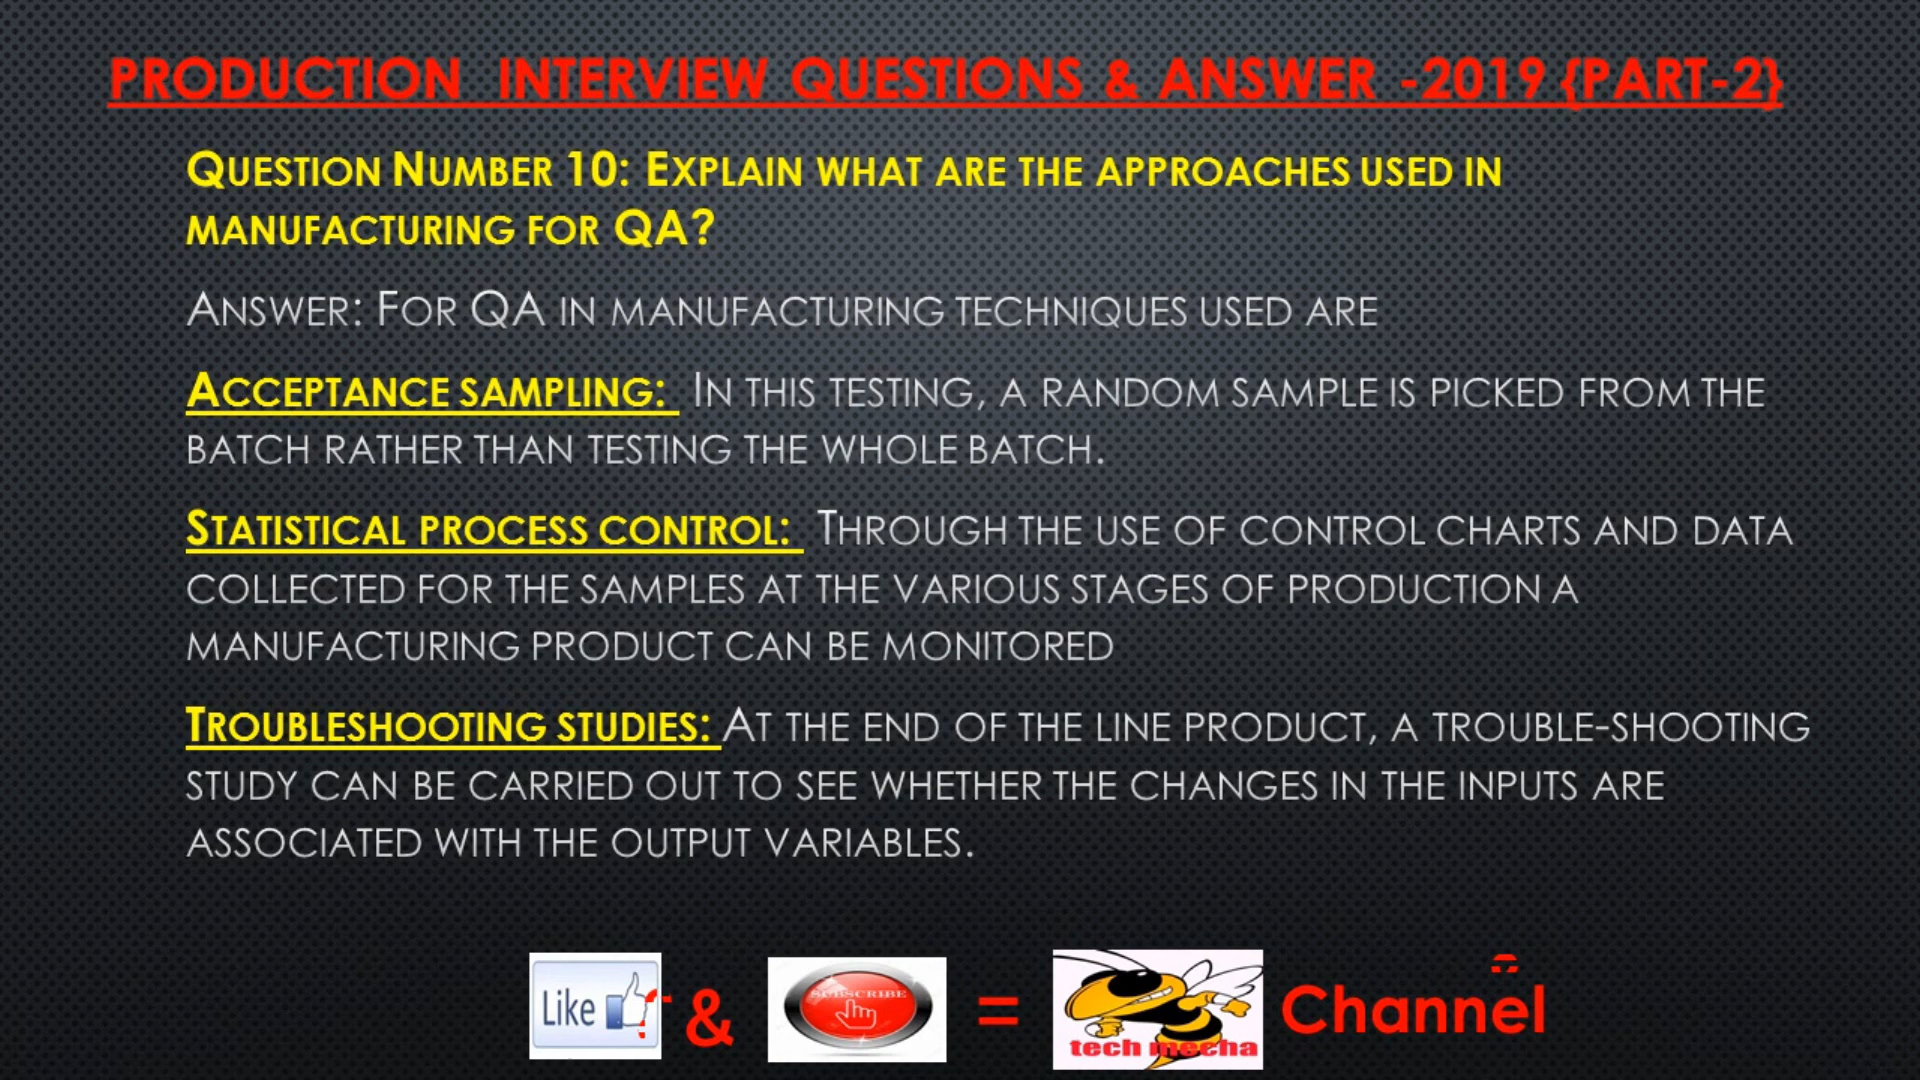 PRODUCTION INTERVIEW QUESTIONS & ANSWER -2019 {PART-2}
QUESTION NUMBER 10: EXPLAIN WHAT ARE THE APPROACHES USED IN
MANUFACTURING FOR QA?
ANSWER: FOR QA IN MANUFACTURING TECHNIQUES USED ARE
ACCEPTANCE SAMPLING: IN THIS TESTING, A RANDOM SAMPLE IS PICKED FROM THE
BATCH RATHER THAN TESTING THE WHOLE BATCH.
STATISTICAL PROCESS CONTROL: THROUGH THE USE OF CONTROL CHARTS AND DATA
COLLECTED FOR THE SAMPLES AT THE VARIOUS STAGES OF PRODUCTION A
MANUFACTURING PRODUCT CAN BE MONITORED
TROUBLESHOOTING STUDIES: AT THE END OF THE LINE PRODUCT, A TROUBLE-SHOOTING
STUDY CAN BE CARRIED OUT TO SEE WHETHER THE CHANGES IN THE INPUTS ARE
ASSOCIATED WITH THE OUTPUT VARIABLES.
Like & SUBSCRIBE = tech mecha Channel